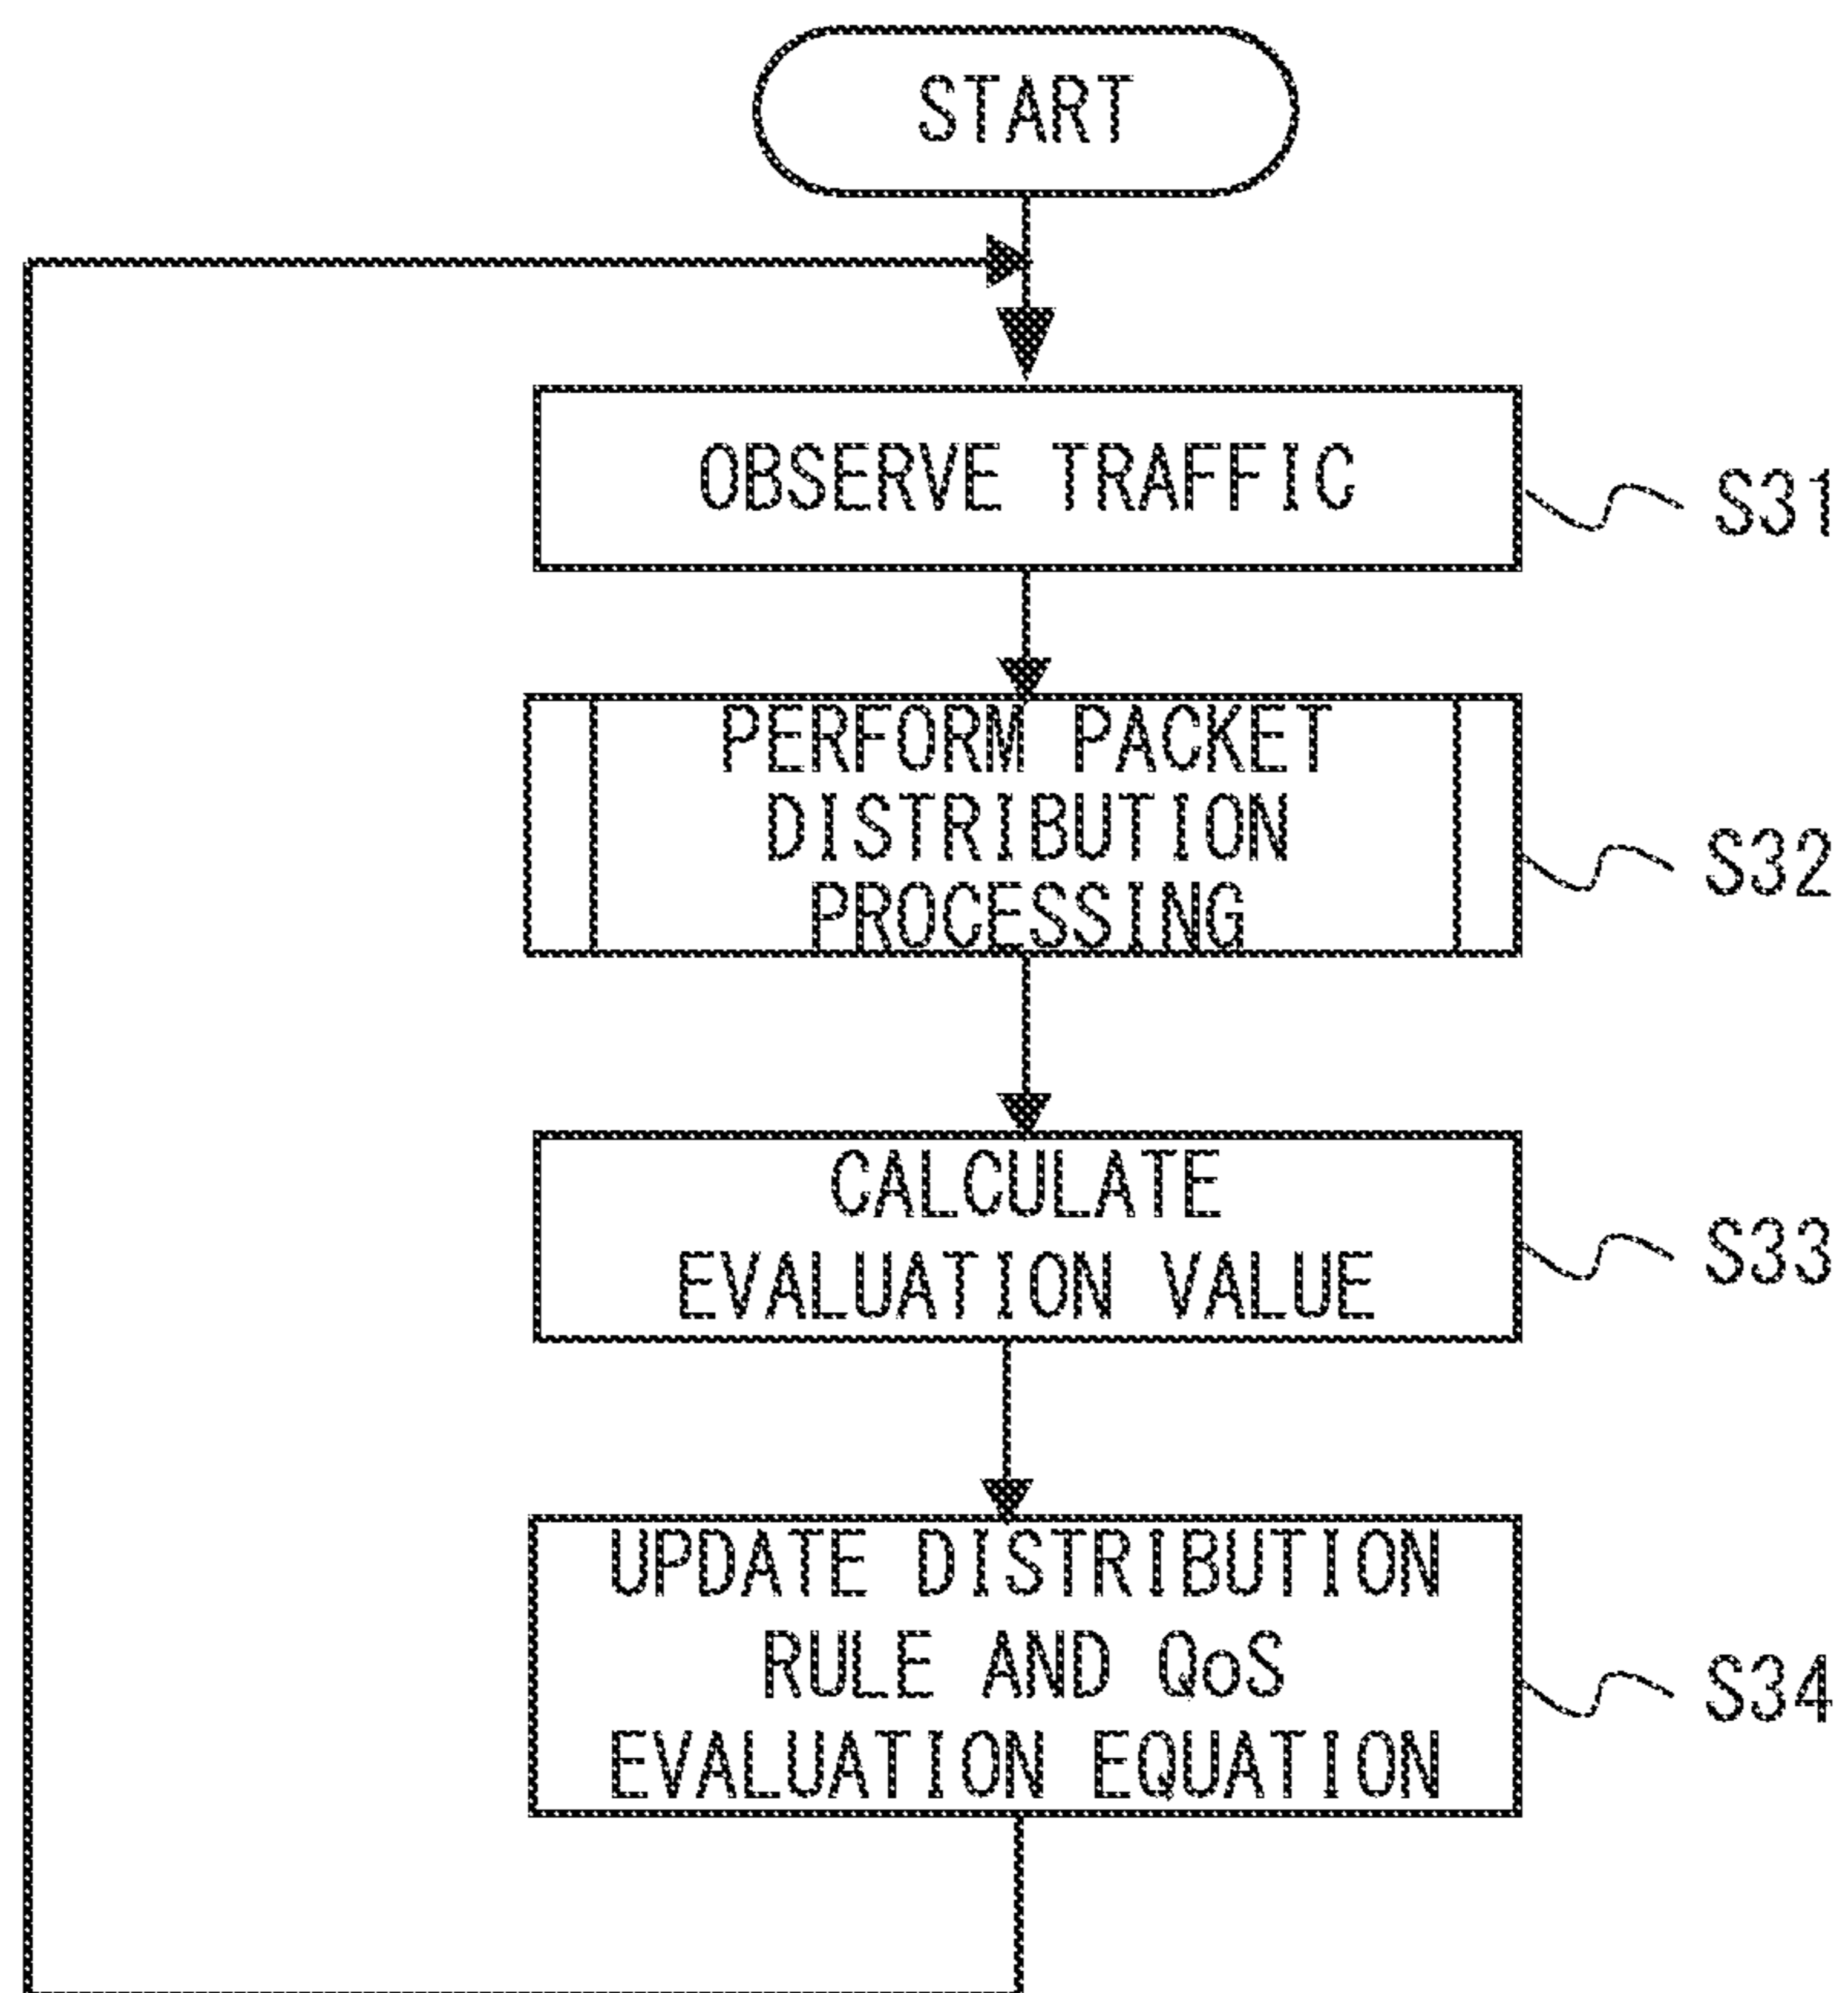 START
OBSERVE TRAFFIC
S31
PERFORM PACKET
DISTRIBUTION
PROCESSING
S32
CALCULATE
EVALUATION VALUE
S33
UPDATE DISTRIBUTION
RULE AND QoS
EVALUATION EQUATION
S34